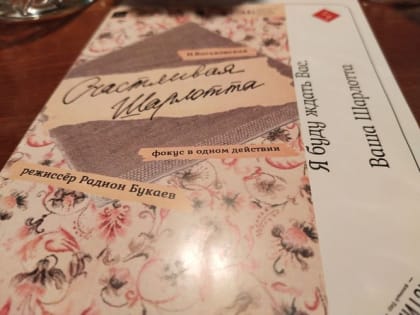 Счастливая
Шарлотта
фокус в одном действии
режиссёр Радион Букаев
Я буду ждать Вас.
Ваша Шарлотта